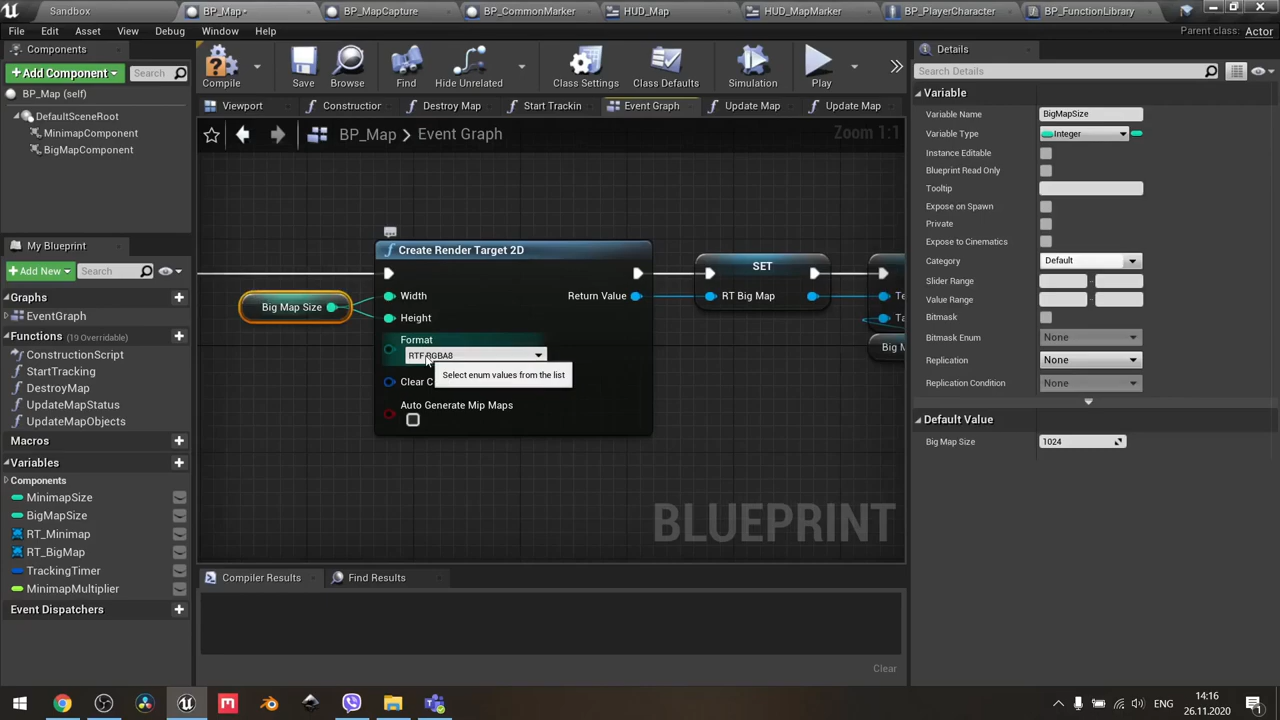 Sandbox
BP_Map•
BP_MapCapture
BP_CommonMarker
HUD_Map
HUD_MapMarker
BP_PlayerCharacter
BP_FunctionLibrary
File Edit Asset View Debug Window Help
Parent class: Actor
Components
+ Add Component
Search
BP_Map (self)
DefaultSceneRoot
MinimapComponent
BigMapComponent
My Blueprint
+ Add New
Search
Graphs
EventGraph
Functions (19 Overridable)
ConstructionScript
StartTracking
DestroyMap
UpdateMapStatus
UpdateMapObjects
Macros
Variables
Components
MinimapSize
BigMapSize
RT_Minimap
RT_BigMap
TrackingTimer
MinimapMultiplier
Event Dispatchers
Compile
Save
Browse
Find
Hide Unrelated
Class Settings
Class Defaults
Simulation
Play
Viewport
Constructior
Destroy Map
Start Trackin
Event Graph
Update Map
Update Map
BP_Map > Event Graph
Zoom 1:1
Big Map Size
Create Render Target 2D
Width
Height
Format
RTF RGBA8
Select enum values from the list
Clear C
Auto Generate Mip Maps
Return Value
SET
RT Big Map
Te
Ta
Big M
BLUEPRINT
Compiler Results
Find Results
Clear
Details
Search Details
Variable
Variable Name BigMapSize
Variable Type Integer
Instance Editable
Blueprint Read Only
Tooltip
Expose on Spawn
Private
Expose to Cinematics
Category Default
Slider Range
Value Range
Bitmask
Bitmask Enum None
Replication None
Replication Condition None
Default Value
Big Map Size 1024
ENG
14:16
26.11.2020